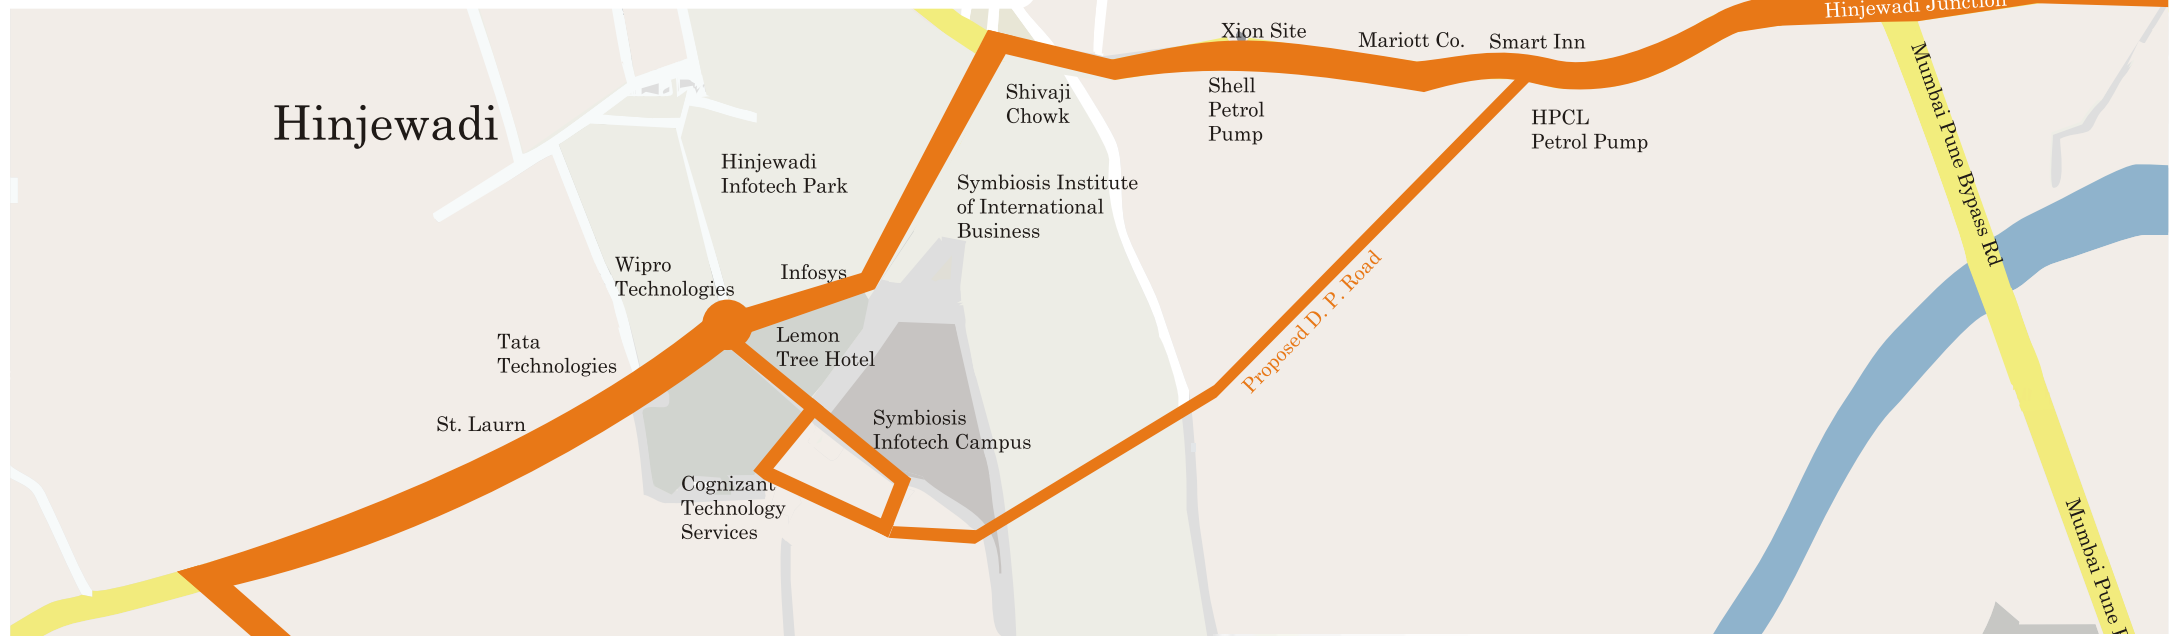 Hinjewadi Junction
Xion Site
Mariott Co.
Smart Inn
Shell
Petrol
Pump
Shivaji
Chowk
HPCL
Petrol Pump
Mumbai Pune Bypass Rd
Hinjewadi
Hinjewadi
Infotech Park
Symbiosis Institute
of International
Business
Wipro
Technologies
Infosys
Proposed D. P. Road
Tata
Technologies
Lemon
Tree Hotel
St. Laurn
Symbiosis
Infotech Campus
Cognizant
Technology
Services
Mumbai Pune